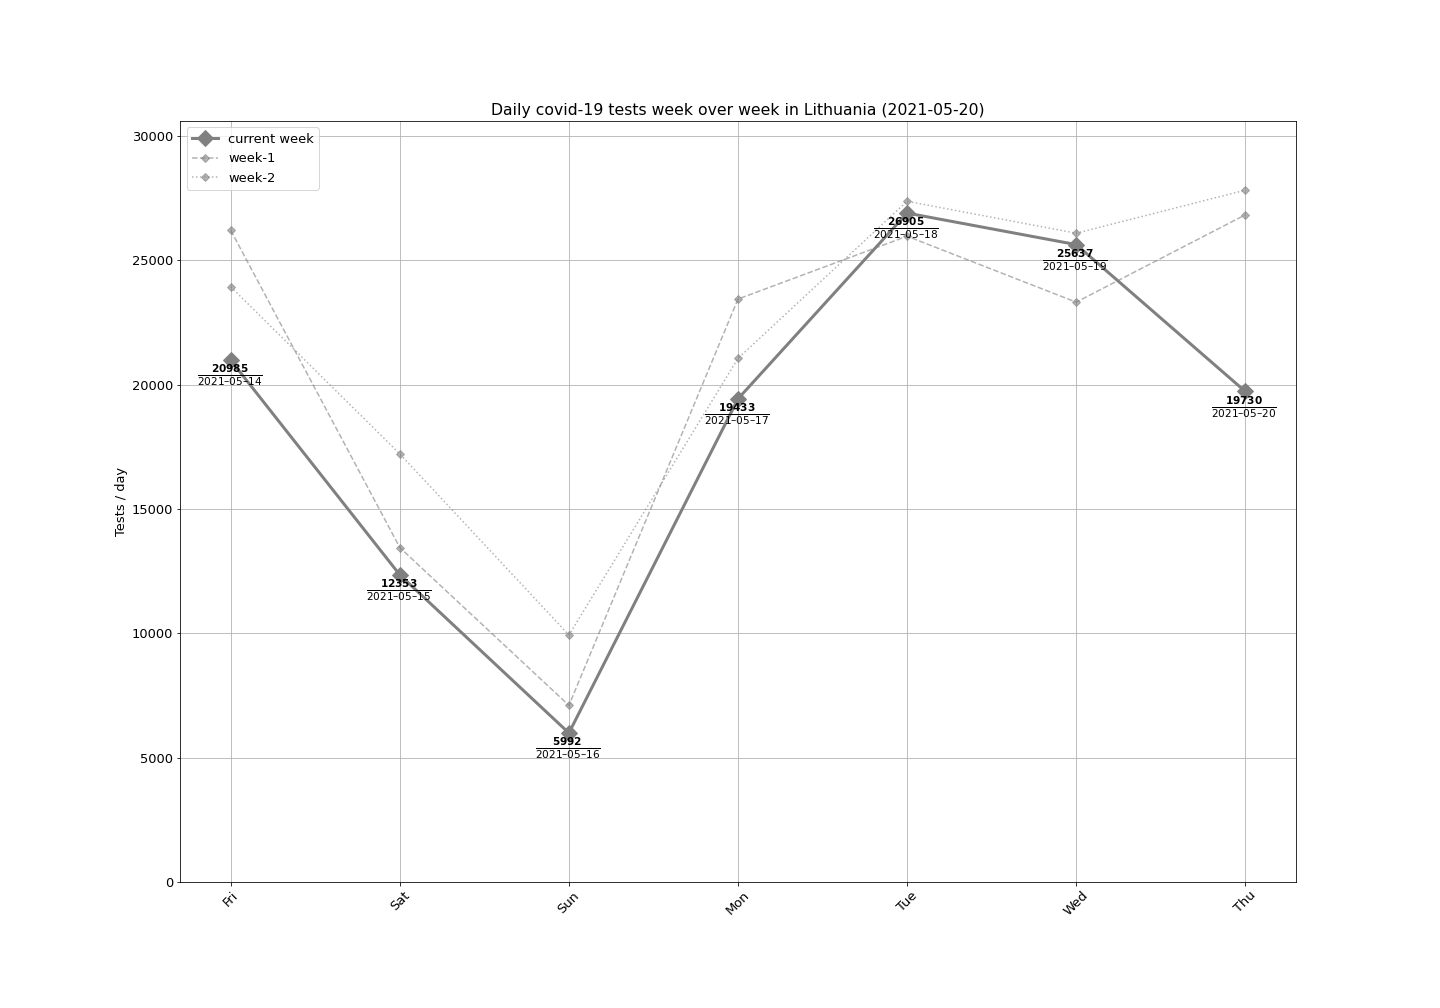 Daily covid-19 tests week over week in Lithuania (2021-05-20)
current week
week-1
week-2
Tests / day
30000
25000
20000
15000
10000
5000
0
20985
2021–05–14
12353
2021–05–15
5992
2021–05–16
19433
2021–05–17
26905
2021–05–18
25637
2021–05–19
19730
2021–05–20
Fri
Sat
Sun
Mon
Tue
Wed
Thu